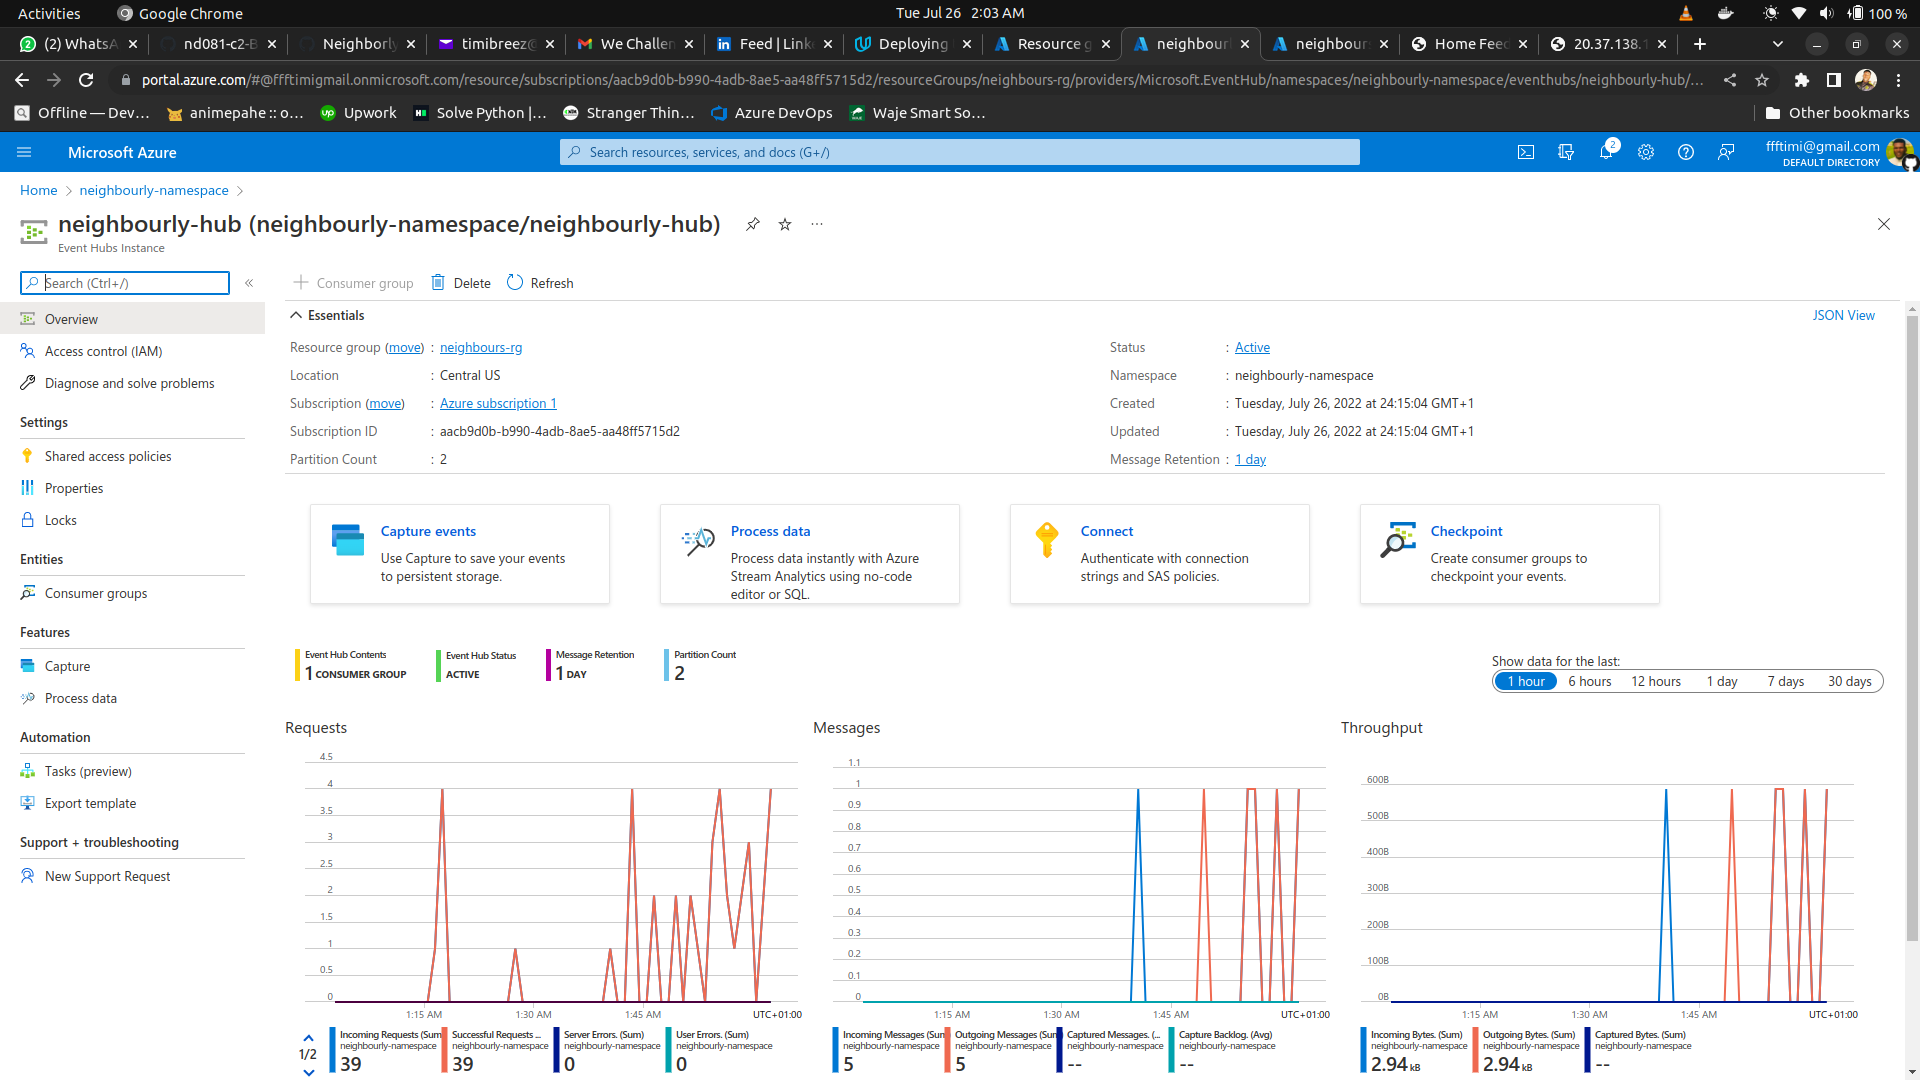 Activities
Google Chrome
Tue Jul 26 2:03 AM
100 %
(2) WhatsA
nd081-c2-B
Neighborly
timibreez@
We Challen
Feed | Link
Deploying
Resource g
neighbour
neighbours
Home Feed
20.37.138.1
portal.azure.com/#@ffftimigmail.onmicrosoft.com/resource/subscriptions/aacb9d0b-b990-4adb-8ae5-aa48ff5715d2/resourceGroups/neighbours-rg/providers/Microsoft.EventHub/namespaces/neighbourly-namespace/eventhubs/neighbourly-hub/…
Offline — Dev…
animepahe :: o…
Upwork
Solve Python |…
Stranger Thin…
Azure DevOps
Waje Smart So…
Other bookmarks
Microsoft Azure
Search resources, services, and docs (G+/)
2
ffftimi@gmail.com
DEFAULT DIRECTORY
Home > neighbourly-namespace >
neighbourly-hub (neighbourly-namespace/neighbourly-hub)
Event Hubs Instance
Search (Ctrl+/)
Overview
Access control (IAM)
Diagnose and solve problems
Settings
Shared access policies
Properties
Locks
Entities
Consumer groups
Features
Capture
Process data
Automation
Tasks (preview)
Export template
Support + troubleshooting
New Support Request
Consumer group
Delete
Refresh
Essentials
JSON View
Resource group (move) : neighbours-rg
Location : Central US
Subscription (move) : Azure subscription 1
Subscription ID : aacb9d0b-b990-4adb-8ae5-aa48ff5715d2
Partition Count : 2
Status : Active
Namespace : neighbourly-namespace
Created : Tuesday, July 26, 2022 at 24:15:04 GMT+1
Updated : Tuesday, July 26, 2022 at 24:15:04 GMT+1
Message Retention : 1 day
Capture events
Use Capture to save your events
to persistent storage.
Process data
Process data instantly with Azure
Stream Analytics using no-code
editor or SQL.
Connect
Authenticate with connection
strings and SAS policies.
Checkpoint
Create consumer groups to
checkpoint your events.
Event Hub Contents
1 CONSUMER GROUP
Event Hub Status
ACTIVE
Message Retention
1 DAY
Partition Count
2
Show data for the last:
1 hour
6 hours
12 hours
1 day
7 days
30 days
Requests
4.5
4
3.5
3
2.5
2
1.5
1
0.5
0
1:15 AM
1:30 AM
1:45 AM
UTC+01:00
1/2
Incoming Requests (Sum
neighbourly-namespace
39
Successful Requests ...
neighbourly-namespace
39
Server Errors. (Sum)
neighbourly-namespace
0
User Errors. (Sum)
neighbourly-namespace
0
Messages
1.1
1
0.9
0.8
0.7
0.6
0.5
0.4
0.3
0.2
0.1
0
1:15 AM
1:30 AM
1:45 AM
UTC+01:00
Incoming Messages (Sum
neighbourly-namespace
5
Outgoing Messages (Sum
neighbourly-namespace
5
Captured Messages. (...
neighbourly-namespace
--
Capture Backlog. (Avg)
neighbourly-namespace
--
Throughput
600B
500B
400B
300B
200B
100B
0B
1:15 AM
1:30 AM
1:45 AM
UTC+01:00
Incoming Bytes. (Sum)
neighbourly-namespace
2.94 kB
Outgoing Bytes. (Sum)
neighbourly-namespace
2.94 kB
Captured Bytes. (Sum)
neighbourly-namespace
--